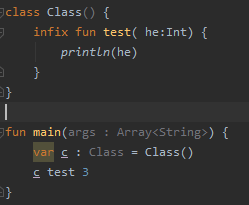 class Class() {
infix fun test( he:Int) {
println(he)
}
}
fun main(args : Array<String>) {
var c : Class = Class()
c test 3
}